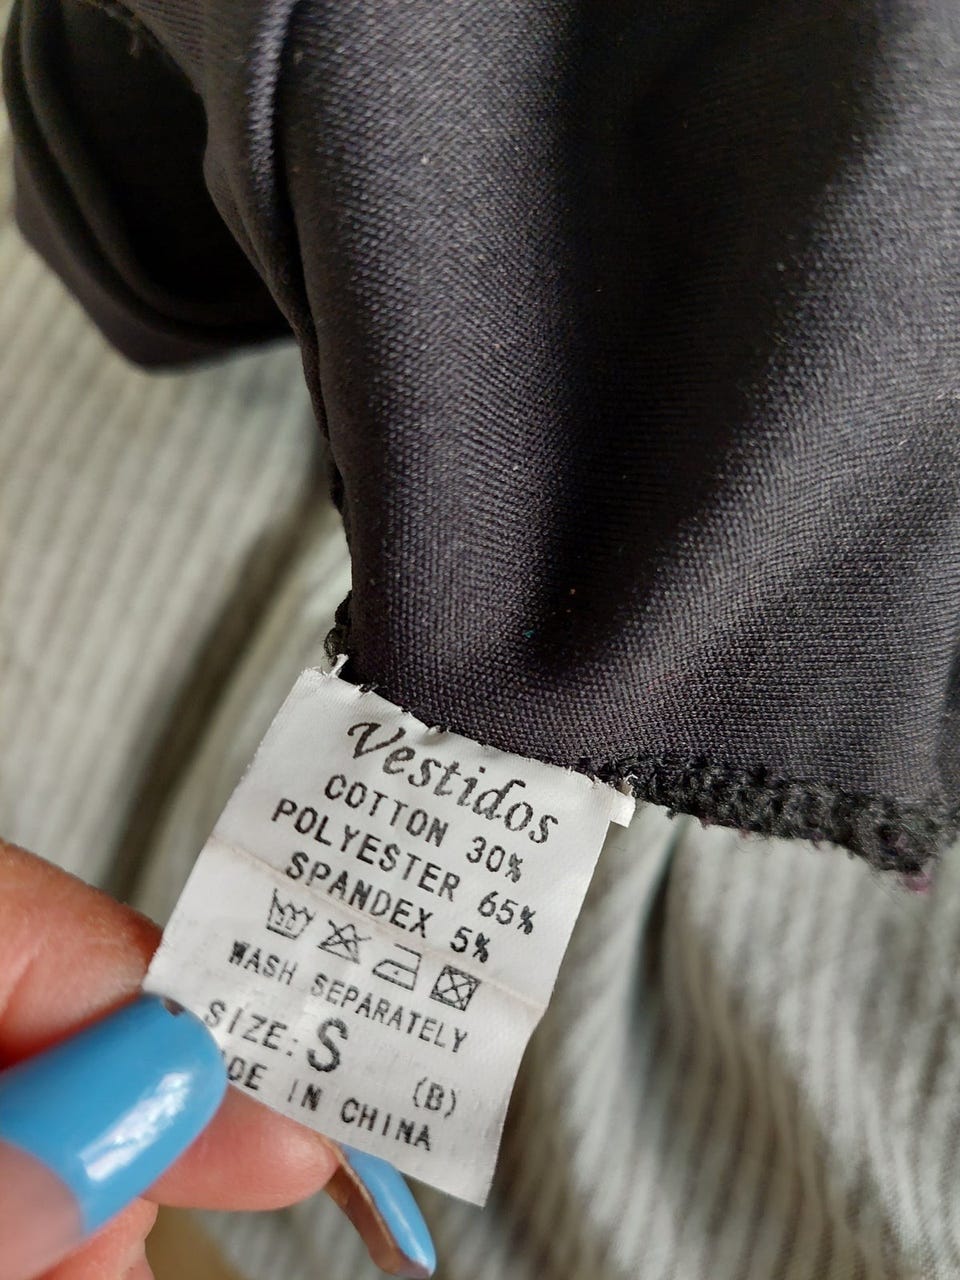 Vestidos
COTTON 30%
POLYESTER 65%
SPANDEX 5%
WASH SEPARATELY
SIZE: S
IN CHINA
(B)